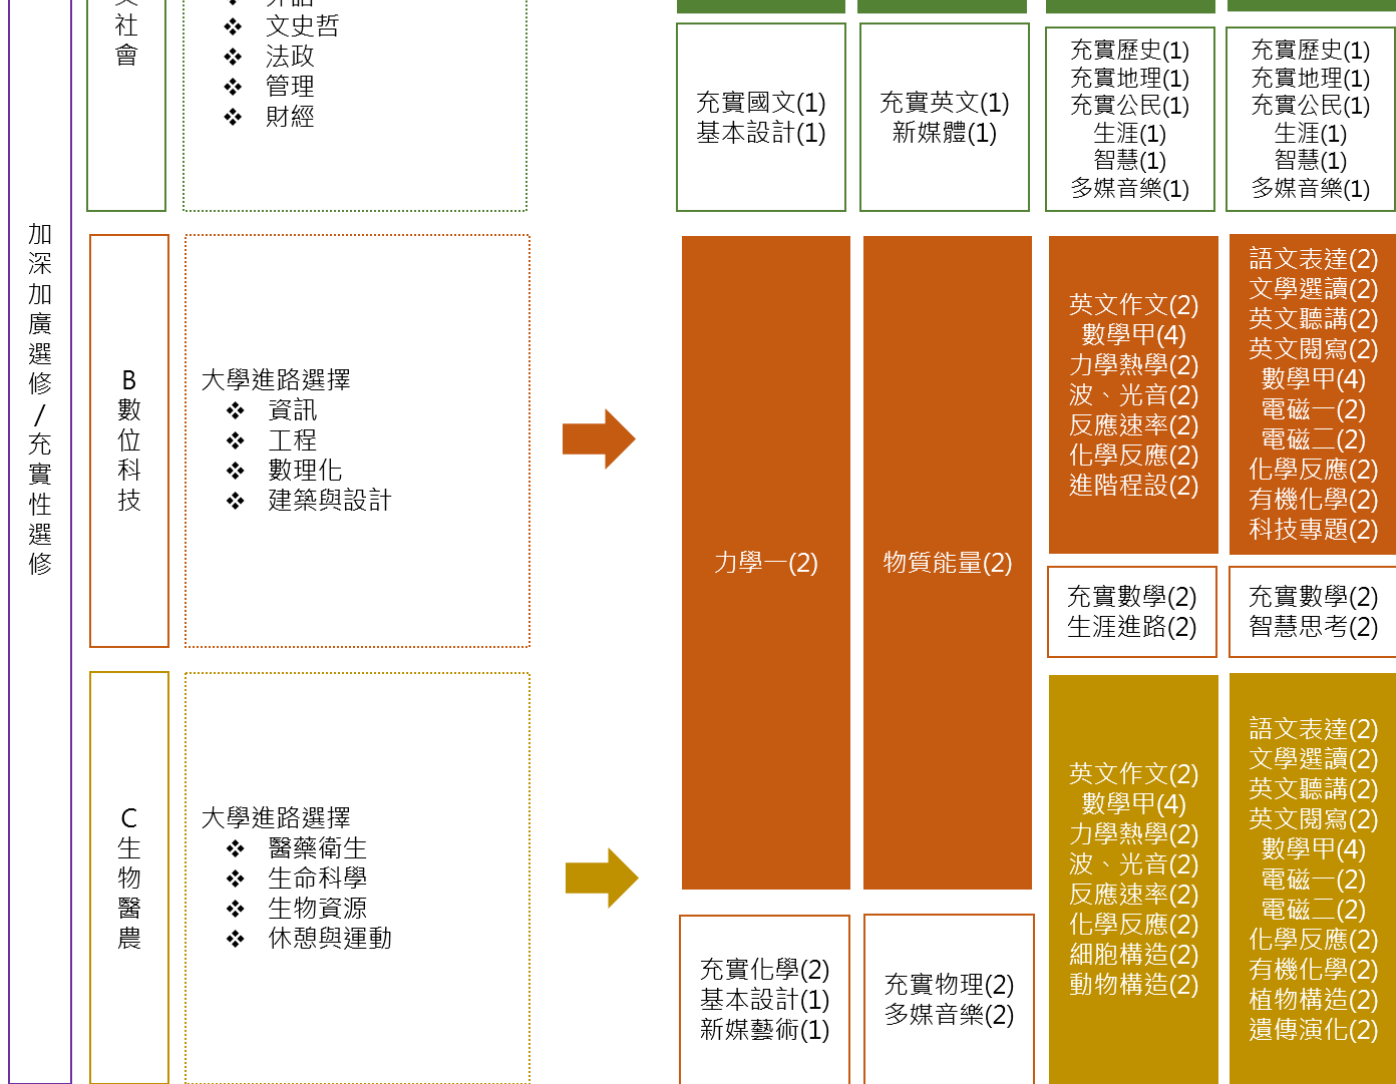 加深加廣選修/充實性選修
社會
❖ 文史哲
❖ 法政
❖ 管理
❖ 財經
充實國文(1)
基本設計(1)
充實英文(1)
新媒體(1)
充實歷史(1)
充實地理(1)
充實公民(1)
生涯(1)
智慧(1)
多媒音樂(1)
充實歷史(1)
充實地理(1)
充實公民(1)
生涯(1)
智慧(1)
多媒音樂(1)
B數位科技
大學進路選擇
❖ 資訊
❖ 工程
❖ 數理化
❖ 建築與設計
力學一(2)
物質能量(2)
英文作文(2)
數學甲(4)
力學熱學(2)
波、光音(2)
反應速率(2)
化學反應(2)
進階程設(2)
語文表達(2)
文學選讀(2)
英文聽講(2)
英文閱寫(2)
數學甲(4)
電磁一(2)
電磁二(2)
化學反應(2)
有機化學(2)
科技專題(2)
充實數學(2)
生涯進路(2)
充實數學(2)
智慧思考(2)
C生物醫農
大學進路選擇
❖ 醫藥衛生
❖ 生命科學
❖ 生物資源
❖ 休憩與運動
充實化學(2)
基本設計(1)
新媒藝術(1)
充實物理(2)
多媒音樂(2)
英文作文(2)
數學甲(4)
力學熱學(2)
波、光音(2)
反應速率(2)
化學反應(2)
細胞構造(2)
動物構造(2)
語文表達(2)
文學選讀(2)
英文聽講(2)
英文閱寫(2)
數學甲(4)
電磁一(2)
電磁二(2)
化學反應(2)
有機化學(2)
植物構造(2)
遺傳演化(2)